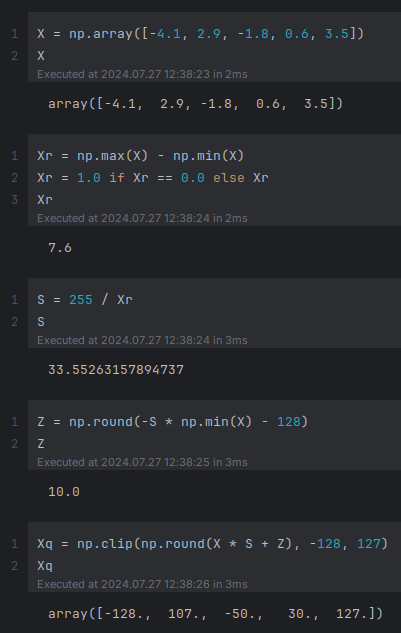 1 X = np.array([-4.1, 2.9, -1.8, 0.6, 3.5])
2 X
Executed at 2024.07.27 12:38:23 in 2ms
array([-4.1,  2.9, -1.8,  0.6,  3.5])
1 Xr = np.max(X) - np.min(X)
2 Xr = 1.0 if Xr == 0.0 else Xr
3 Xr
Executed at 2024.07.27 12:38:24 in 2ms
7.6
1 S = 255 / Xr
2 S
Executed at 2024.07.27 12:38:24 in 3ms
33.55263157894737
1 Z = np.round(-S * np.min(X) - 128)
2 Z
Executed at 2024.07.27 12:38:25 in 3ms
10.0
1 Xq = np.clip(np.round(X * S + Z), -128, 127)
2 Xq
Executed at 2024.07.27 12:38:26 in 3ms
array([-128.,  107.,  -50.,   30.,  127.])